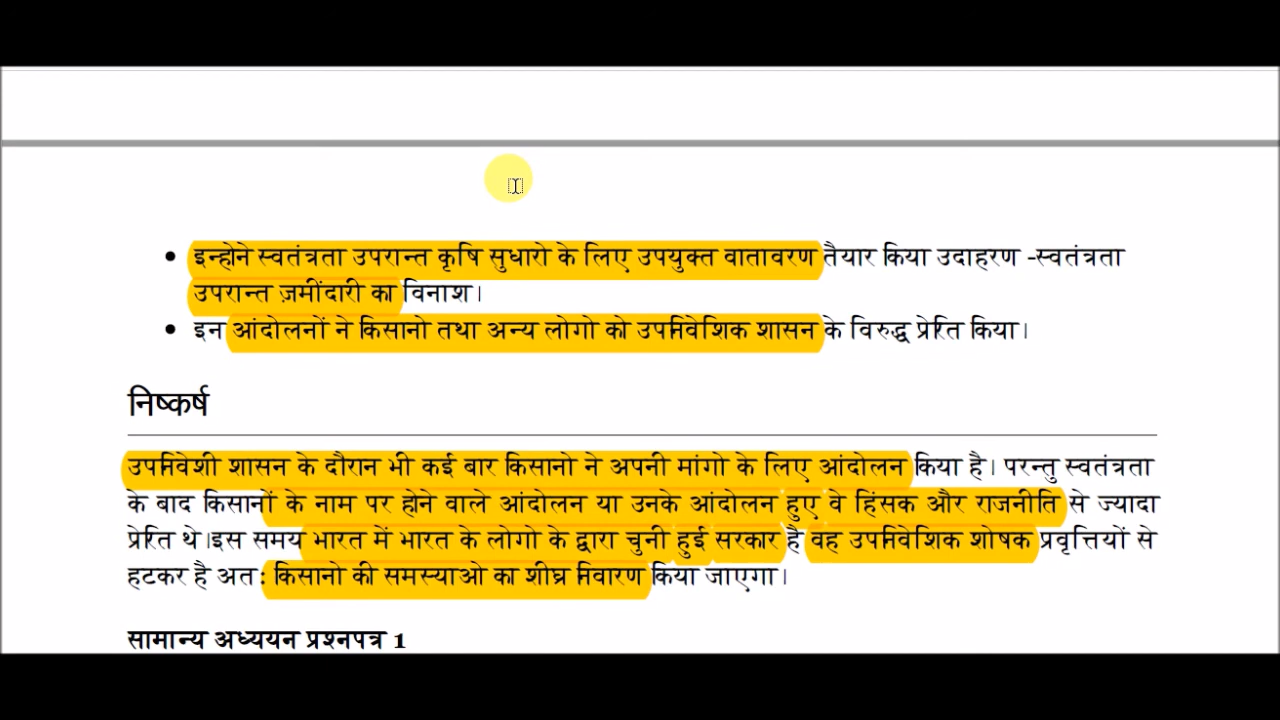 • इन्होने स्वतंत्रता उपरान्त कृषि सुधारो के लिए उपयुक्त वातावरण तैयार किया उदाहरण -स्वतंत्रता
उपरान्त ज़मींदारी का विनाश।
• इन आंदोलनों ने किसानो तथा अन्य लोगो को उपनिवेशिक शासन के विरुद्ध प्रेरित किया।
निष्कर्ष
उपनिवेशी शासन के दौरान भी कई बार किसानो ने अपनी मांगो के लिए आंदोलन किया है। परन्तु स्वतंत्रता
के बाद किसानों के नाम पर होने वाले आंदोलन या उनके आंदोलन हुए वे हिंसक और राजनीति से ज्यादा
प्रेरित थे।इस समय भारत में भारत के लोगो के द्वारा चुनी हुई सरकार है वह उपनिवेशिक शोषक प्रवृत्तियों से
हटकर है अत: किसानो की समस्याओ का शीघ्र निवारण किया जाएगा।
सामान्य अध्ययन प्रश्नपत्र 1